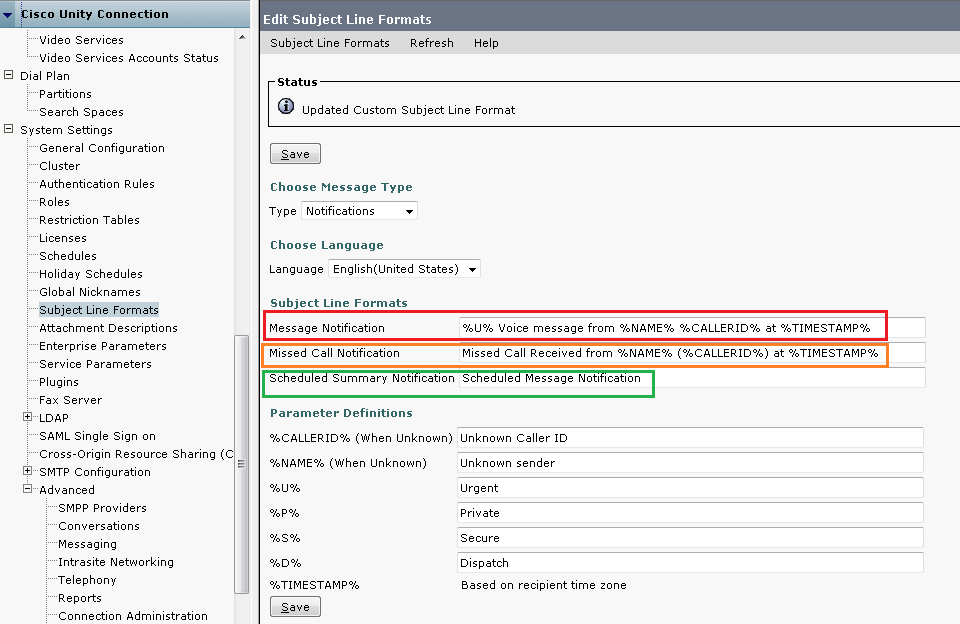 Cisco Unity Connection
Video Services
Video Services Accounts Status
Dial Plan
Partitions
Search Spaces
System Settings
General Configuration
Cluster
Authentication Rules
Roles
Restriction Tables
Licenses
Schedules
Holiday Schedules
Global Nicknames
Subject Line Formats
Attachment Descriptions
Enterprise Parameters
Service Parameters
Plugins
Fax Server
LDAP
SAML Single Sign on
Cross-Origin Resource Sharing (C
SMTP Configuration
Advanced
SMPP Providers
Conversations
Messaging
Intrasite Networking
Telephony
Reports
Connection Administration
Edit Subject Line Formats
Subject Line Formats Refresh Help
Status
Updated Custom Subject Line Format
Save
Choose Message Type
Type Notifications
Choose Language
Language English(United States)
Subject Line Formats
Message Notification %U% Voice message from %NAME% %CALLERID% at %TIMESTAMP%
Missed Call Notification Missed Call Received from %NAME% (%CALLERID%) at %TIMESTAMP%
Scheduled Summary Notification Scheduled Message Notification
Parameter Definitions
%CALLERID% (When Unknown) Unknown Caller ID
%NAME% (When Unknown) Unknown sender
%U% Urgent
%P% Private
%S% Secure
%D% Dispatch
%TIMESTAMP% Based on recipient time zone
Save